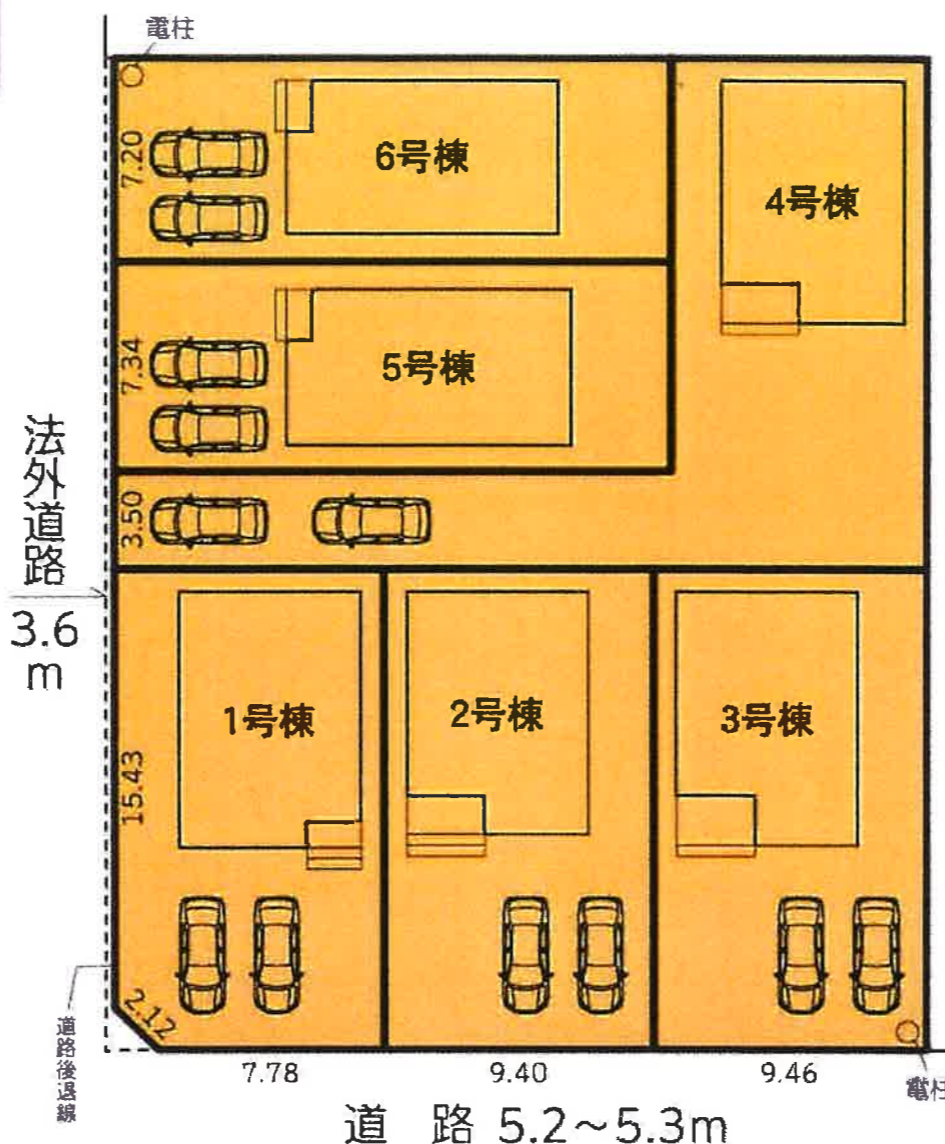 電柱
6号棟
7.20
4号棟
5号棟
7.34
3.50
法外道路
3.6
m
1号棟
2号棟
3号棟
15.43
2.12
道路後退線
7.78
9.40
9.46
電柱
道 路 5.2~5.3m